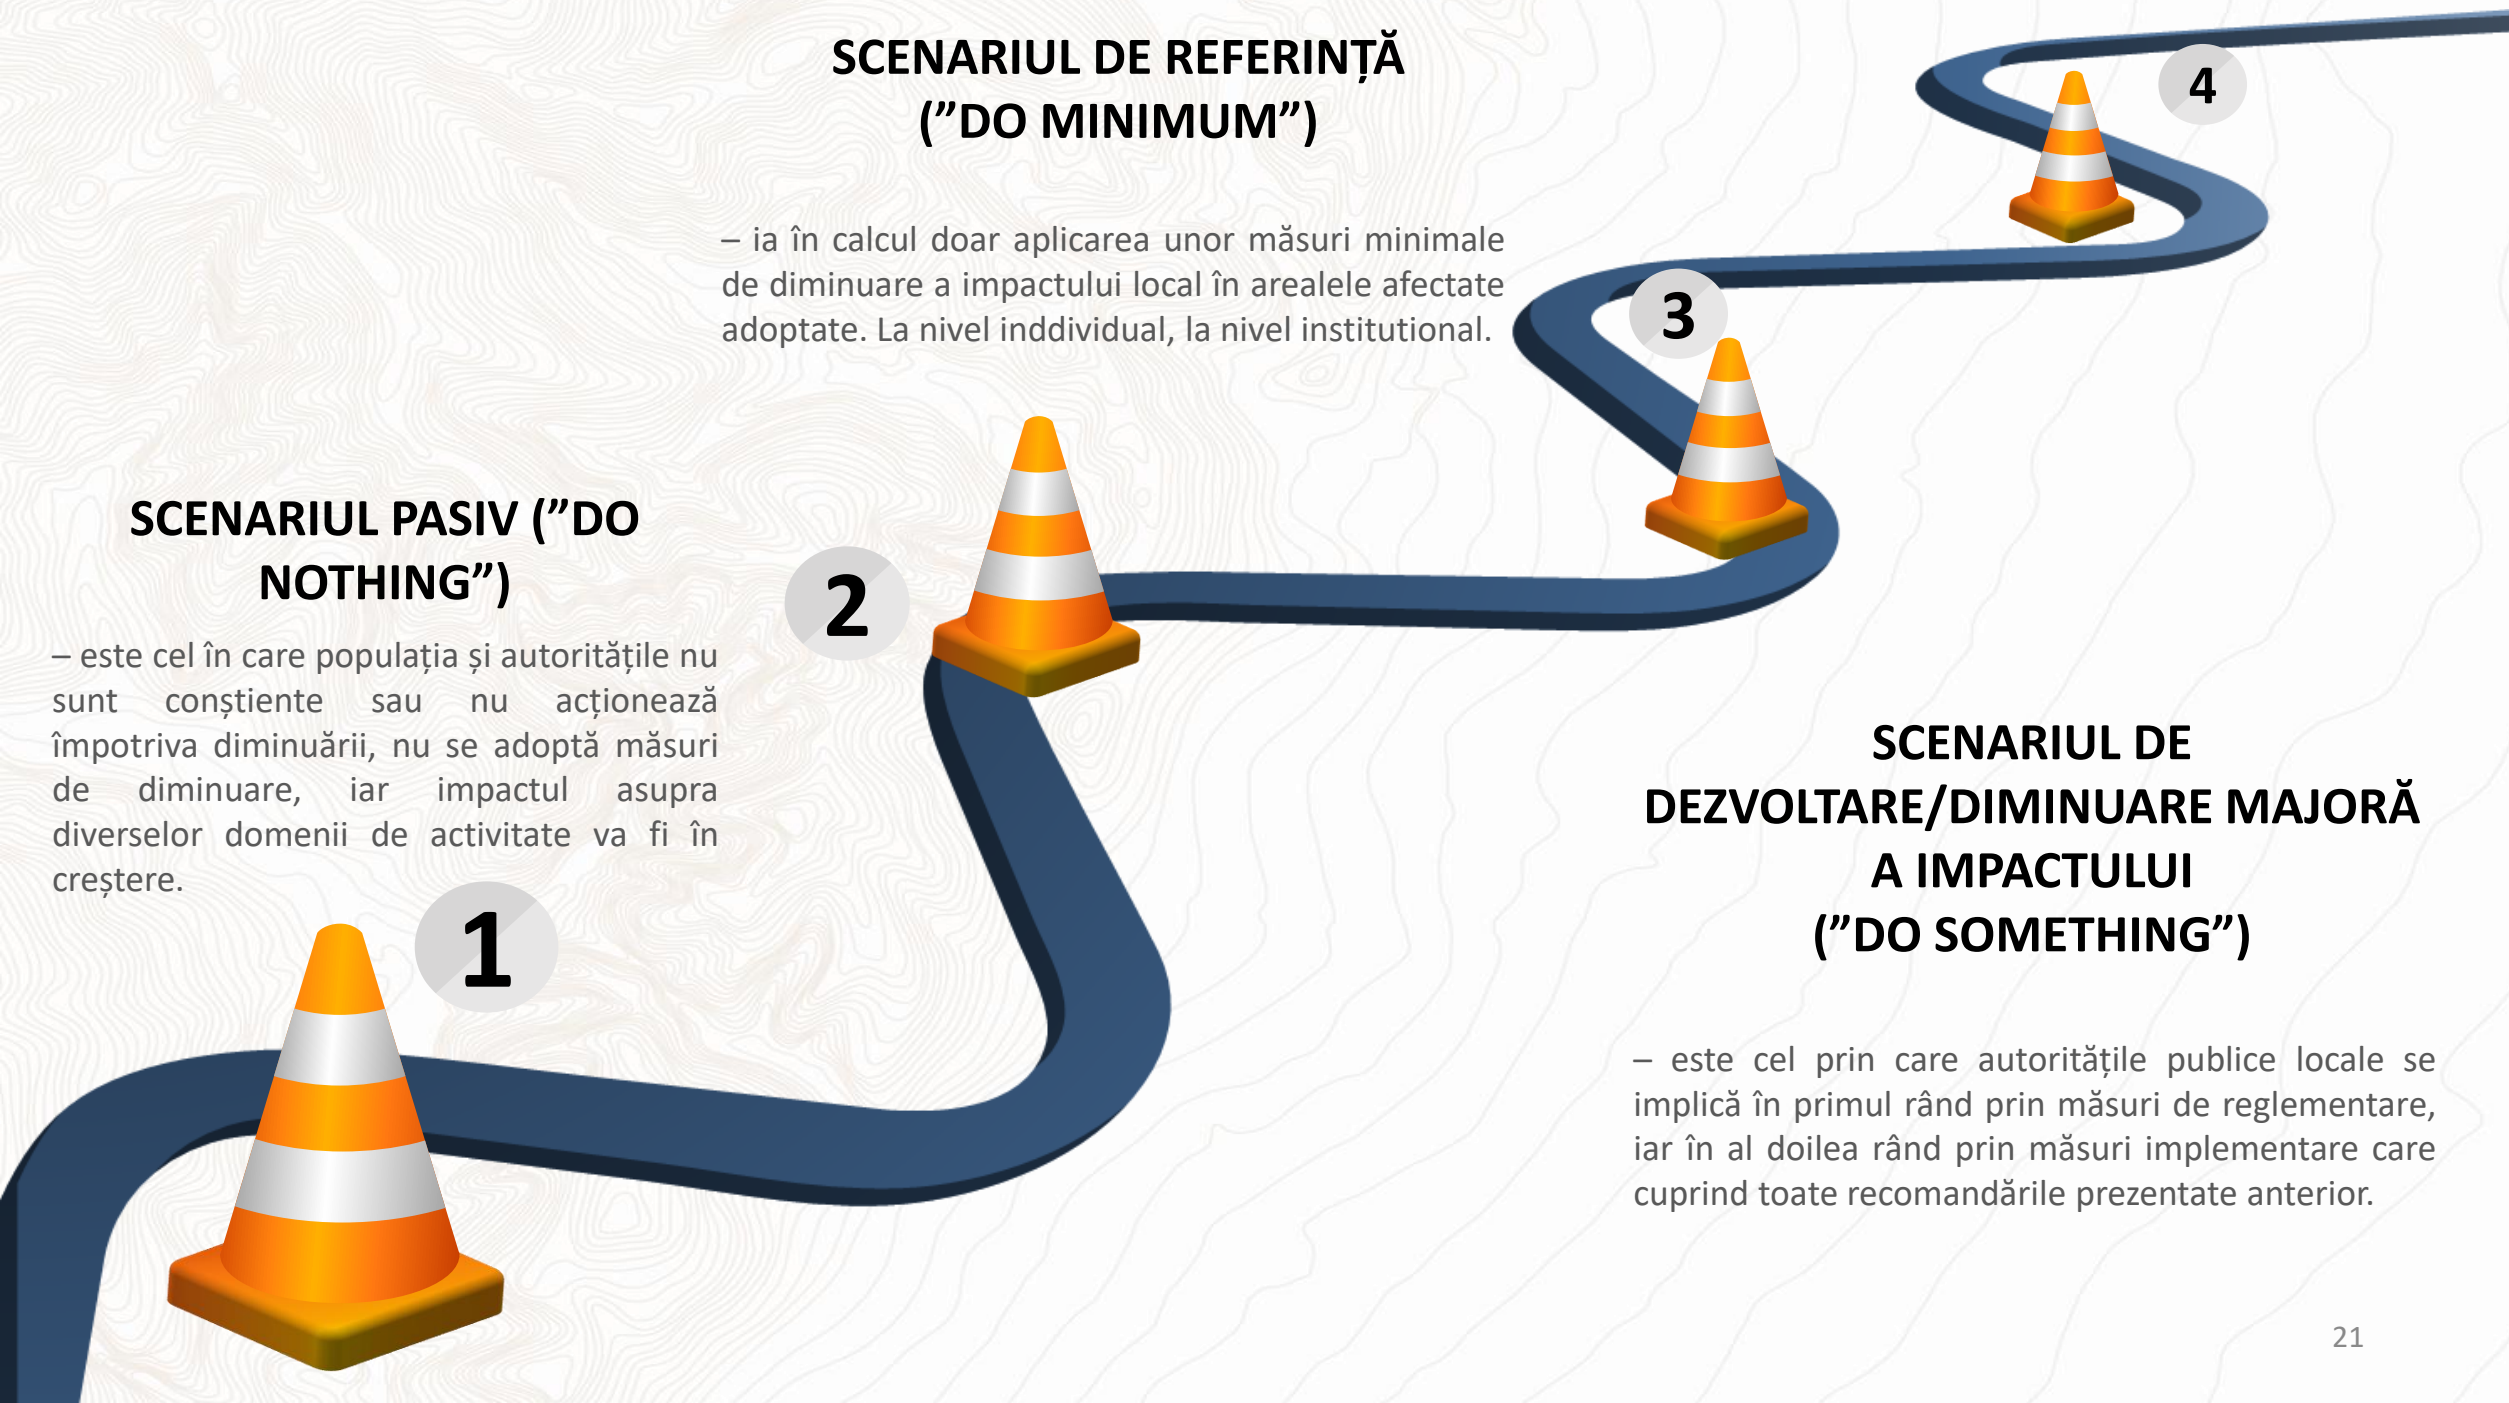 SCENARIUL DE REFERINȚĂ
(”DO MINIMUM”)
– ia în calcul doar aplicarea unor măsuri minimale
de diminuare a impactului local în arealele afectate
adoptate. La nivel inddividual, la nivel institutional.
4
3
SCENARIUL PASIV (”DO
NOTHING”)
– este cel în care populația și autoritățile nu
sunt conștiente sau nu acționează
împotriva diminuării, nu se adoptă măsuri
de diminuare, iar impactul asupra
diverselor domenii de activitate va fi în
creștere.
2
1
SCENARIUL DE
DEZVOLTARE/DIMINUARE MAJORĂ
A IMPACTULUI
(”DO SOMETHING”)
– este cel prin care autoritățile publice locale se
implică în primul rând prin măsuri de reglementare,
iar în al doilea rând prin măsuri implementare care
cuprind toate recomandările prezentate anterior.
21